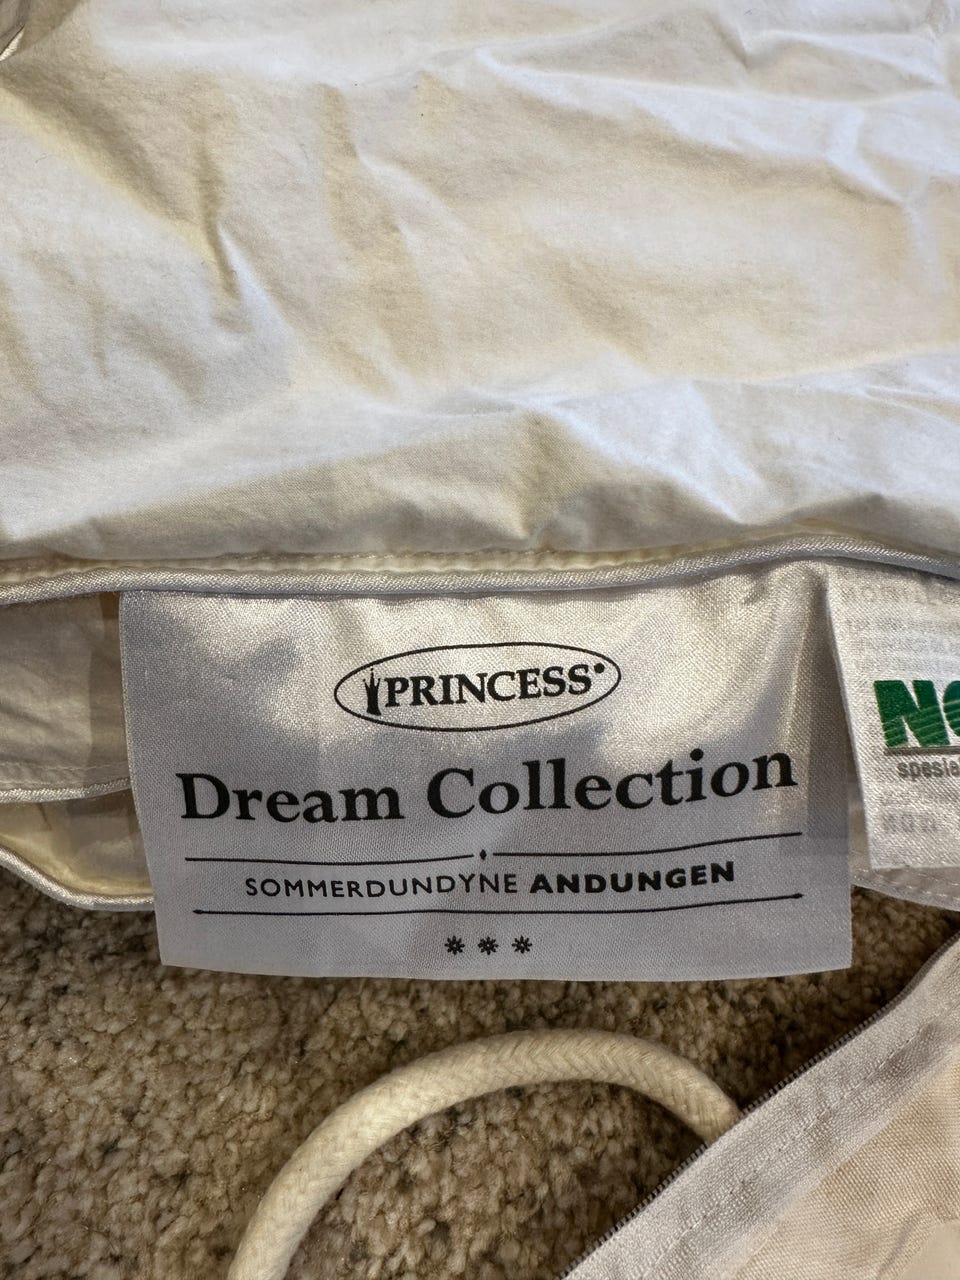 PRINCESS
Dream Collection
SOMMERDUNDYNE ANDUNGEN
***